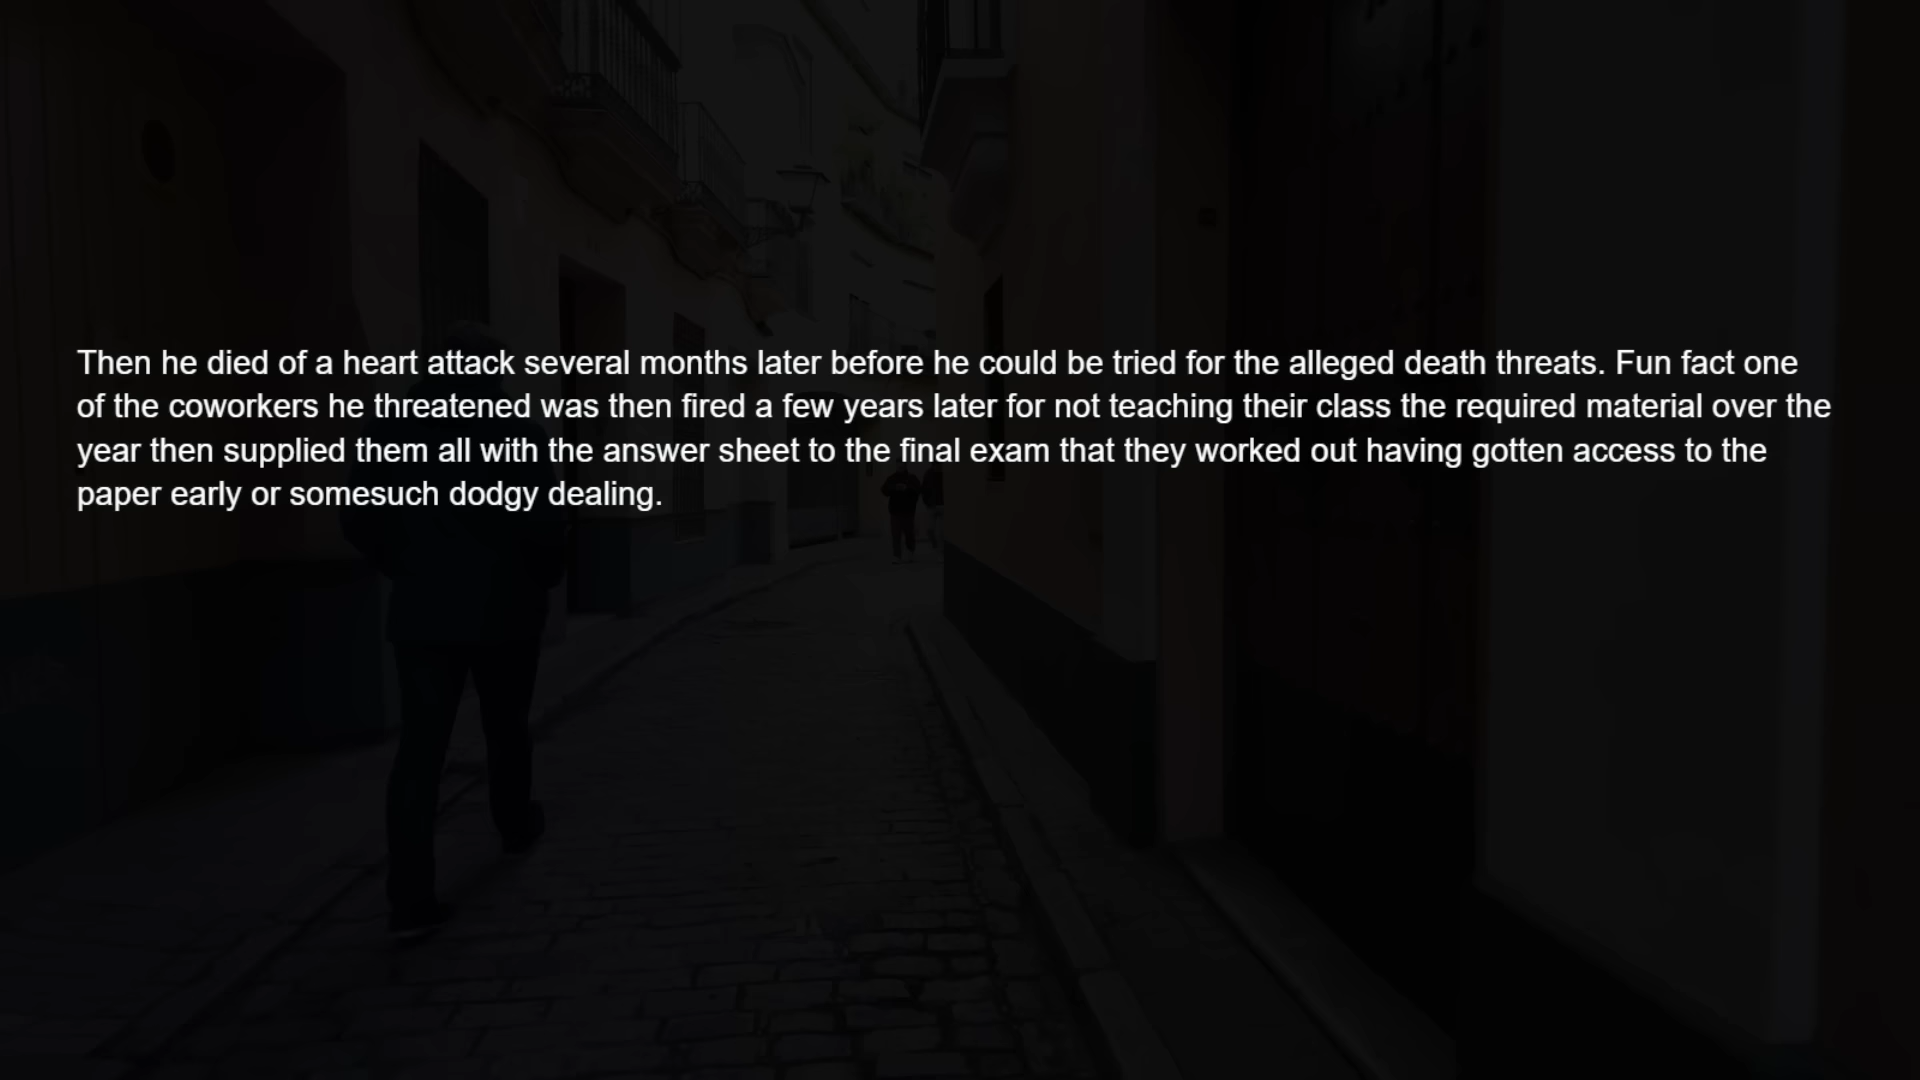 Then he died of a heart attack several months later before he could be tried for the alleged death threats. Fun fact one
of the coworkers he threatened was then fired a few years later for not teaching their class the required material over the
year then supplied them all with the answer sheet to the final exam that they worked out having gotten access to the
paper early or somesuch dodgy dealing.